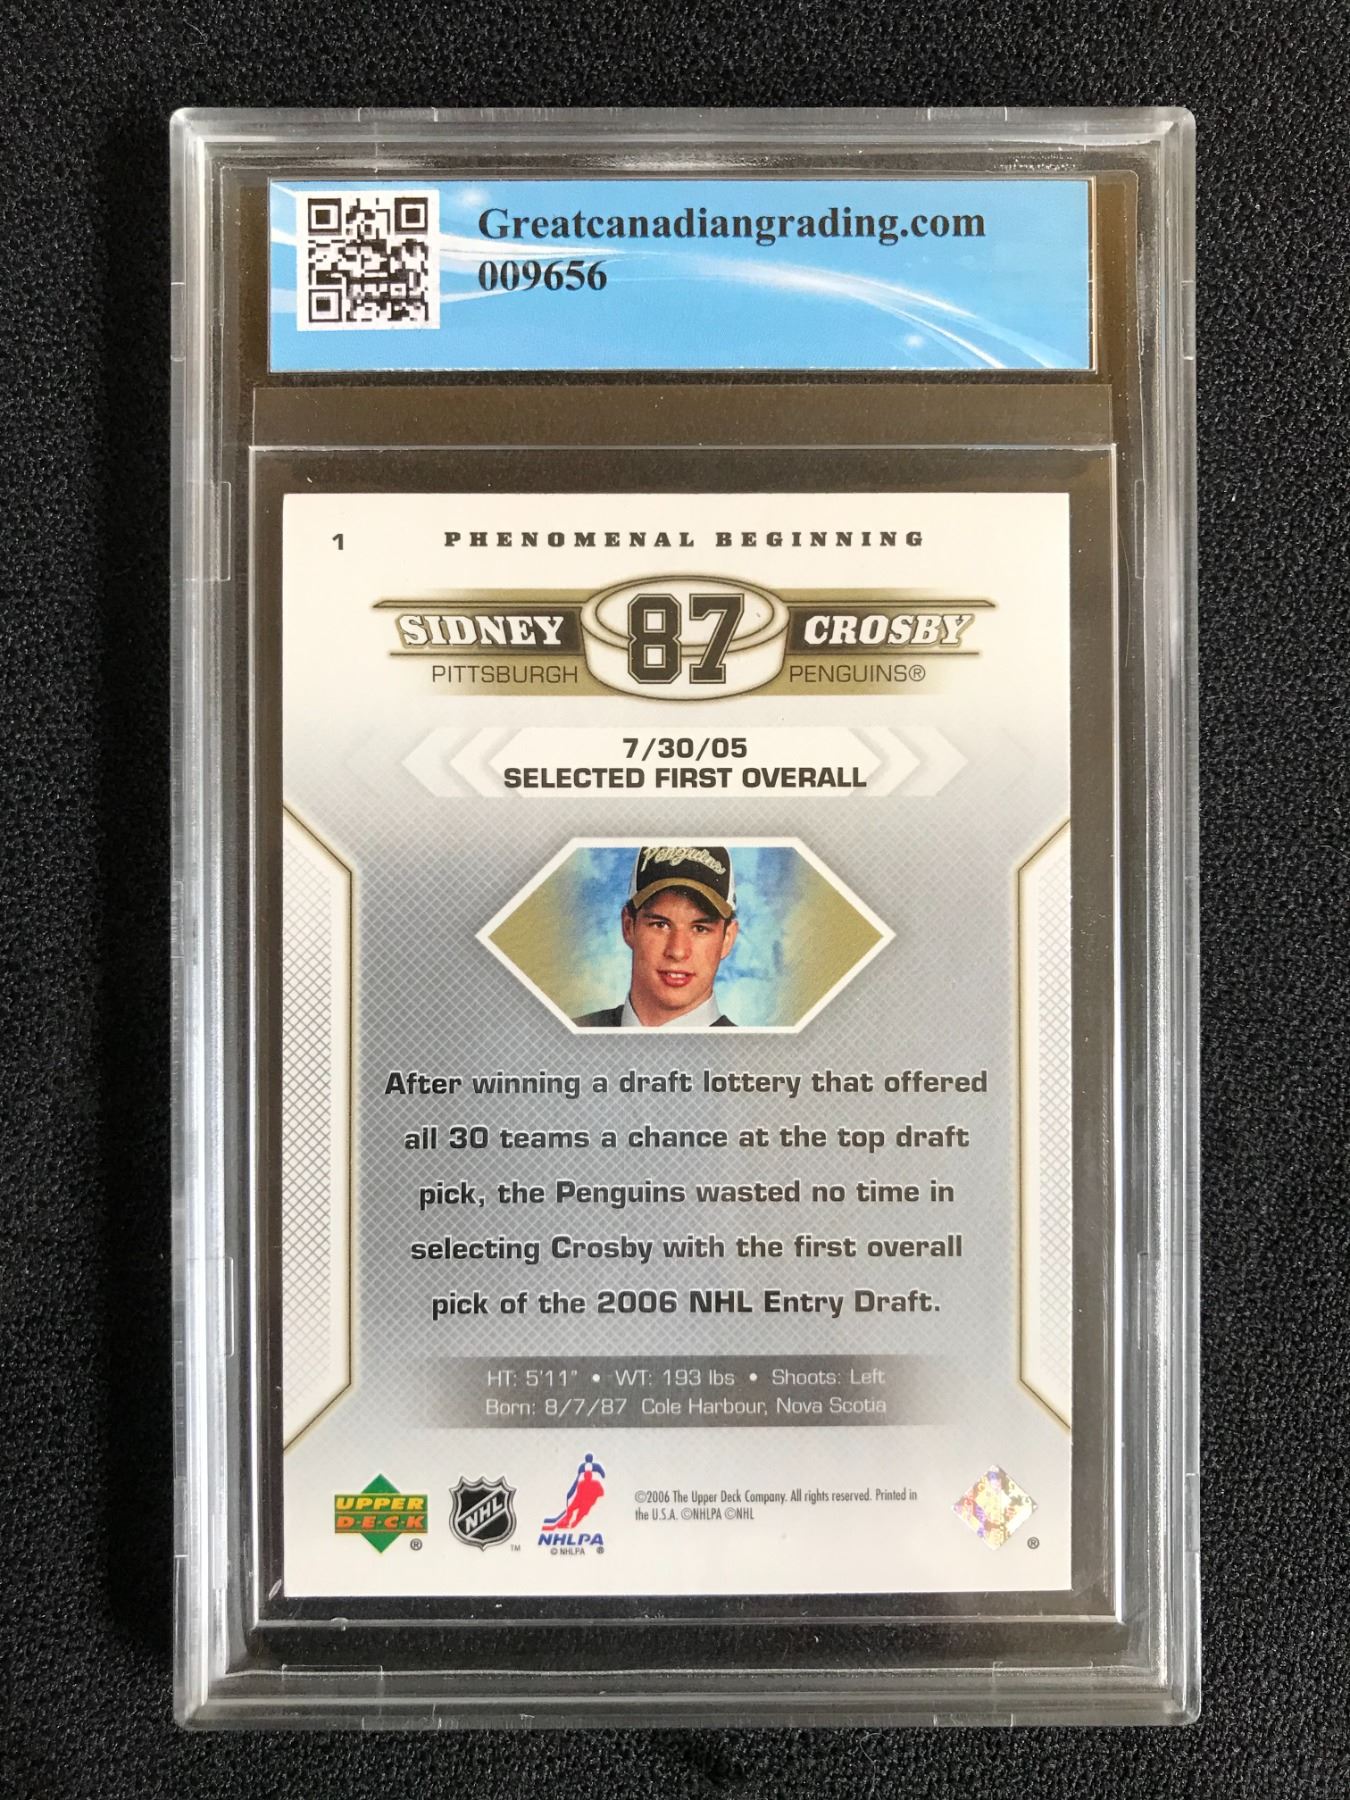 Greatcanadiangrading.com
009656
1
PHENOMENAL BEGINNING
SIDNEY 87 CROSBY
PITTSBURGH PENGUINS®
7/30/05
SELECTED FIRST OVERALL
Penguins
After winning a draft lottery that offered
all 30 teams a chance at the top draft
pick, the Penguins wasted no time in
selecting Crosby with the first overall
pick of the 2006 NHL Entry Draft.
HT: 5'11" • WT: 193 lbs • Shoots: Left
Born: 8/7/87 Cole Harbour, Nova Scotia
UPPER
D·E·C·K
®
NHL
™
NHLPA
© NHLPA ®
©2006 The Upper Deck Company. All rights reserved. Printed in
the U.S.A. ©NHLPA ©NHL
®